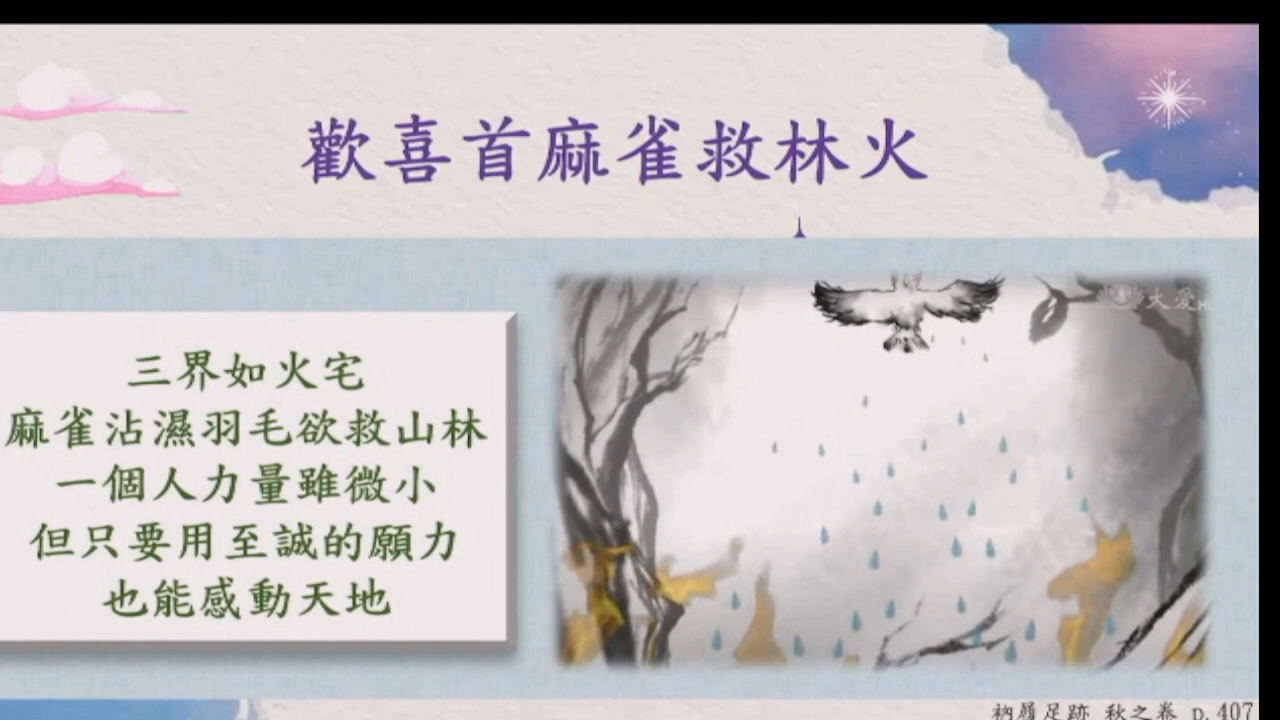 歡喜首麻雀救林火
三界如火宅
麻雀沾濕羽毛欲救山林
一個人力量雖微小
但只要用至誠的願力
也能感動天地
大愛
衲履足跡 秋之卷 p.407